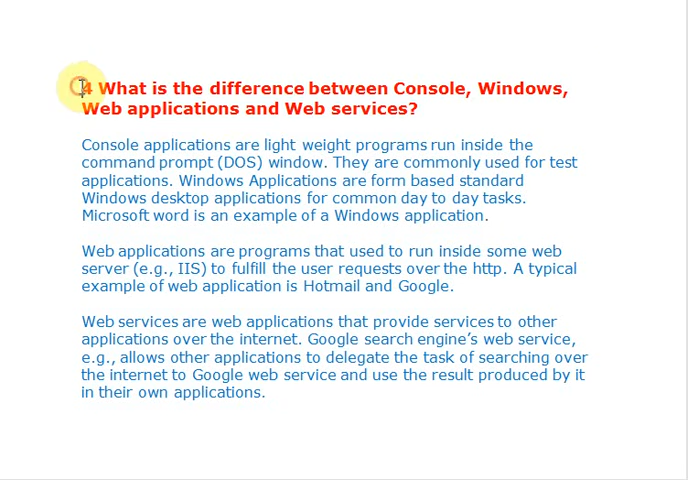 4 What is the difference between Console, Windows,
Web applications and Web services?
Console applications are light weight programs run inside the
command prompt (DOS) window. They are commonly used for test
applications. Windows Applications are form based standard
Windows desktop applications for common day to day tasks.
Microsoft word is an example of a Windows application.
Web applications are programs that used to run inside some web
server (e.g., IIS) to fulfill the user requests over the http. A typical
example of web application is Hotmail and Google.
Web services are web applications that provide services to other
applications over the internet. Google search engine’s web service,
e.g., allows other applications to delegate the task of searching over
the internet to Google web service and use the result produced by it
in their own applications.